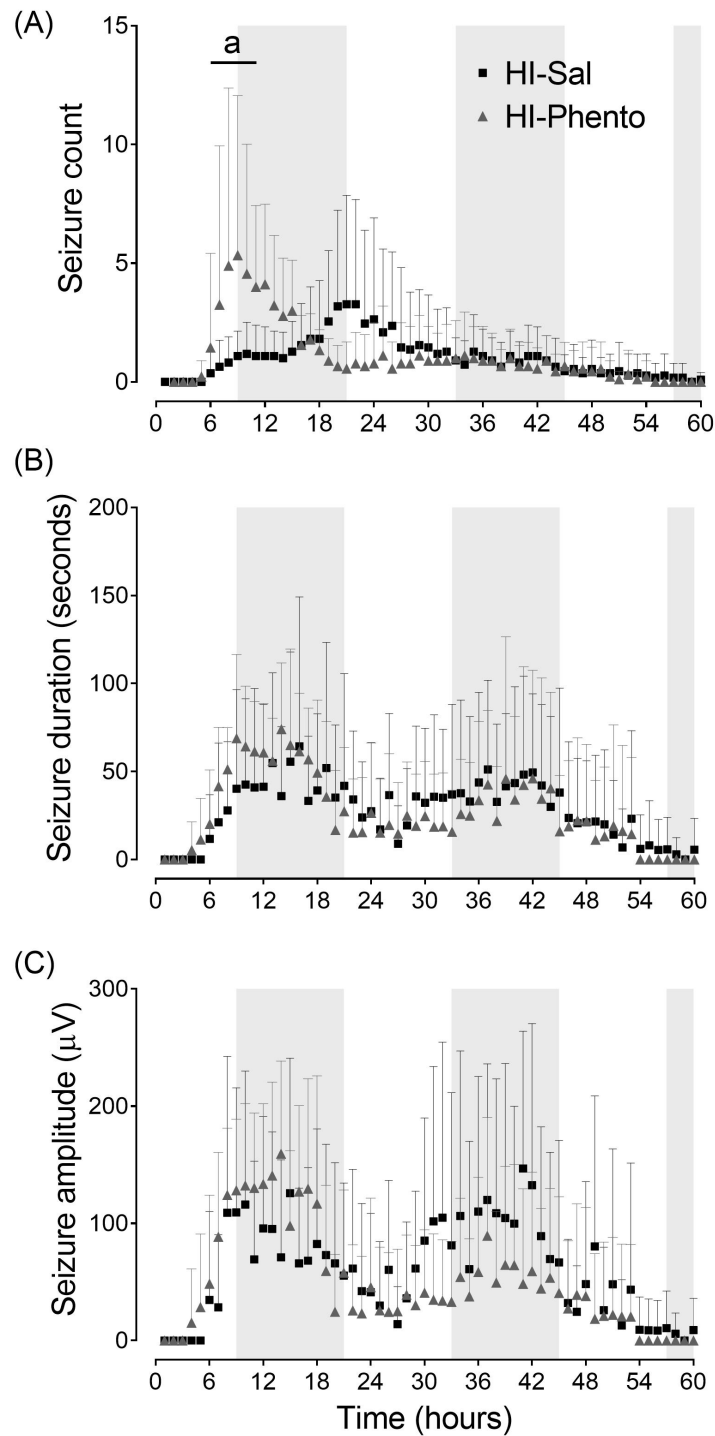 (A)
a
HI-Sal
HI-Phento
Seizure count
15
10
5
0
0 6 12 18 24 30 36 42 48 54 60
(B)
Seizure duration (seconds)
200
150
100
50
0
0 6 12 18 24 30 36 42 48 54 60
(C)
Seizure amplitude (μV)
300
200
100
0
0 6 12 18 24 30 36 42 48 54 60
Time (hours)